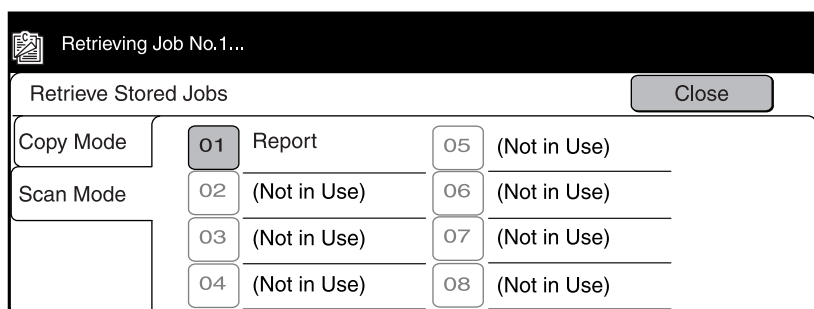 Retrieving Job No.1...
Retrieve Stored Jobs Close
Copy Mode 01 Report 05 (Not in Use)
Scan Mode 02 (Not in Use) 06 (Not in Use)
03 (Not in Use) 07 (Not in Use)
04 (Not in Use) 08 (Not in Use)